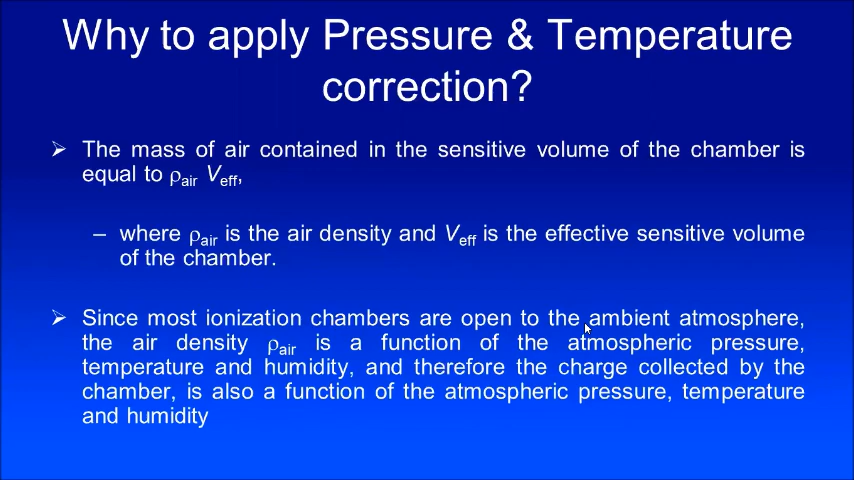 Why to apply Pressure & Temperature
correction?
➢ The mass of air contained in the sensitive volume of the chamber is
equal to ρair Veff,
– where ρair is the air density and Veff is the effective sensitive volume
of the chamber.
➢ Since most ionization chambers are open to the ambient atmosphere,
the air density ρair is a function of the atmospheric pressure,
temperature and humidity, and therefore the charge collected by the
chamber, is also a function of the atmospheric pressure, temperature
and humidity